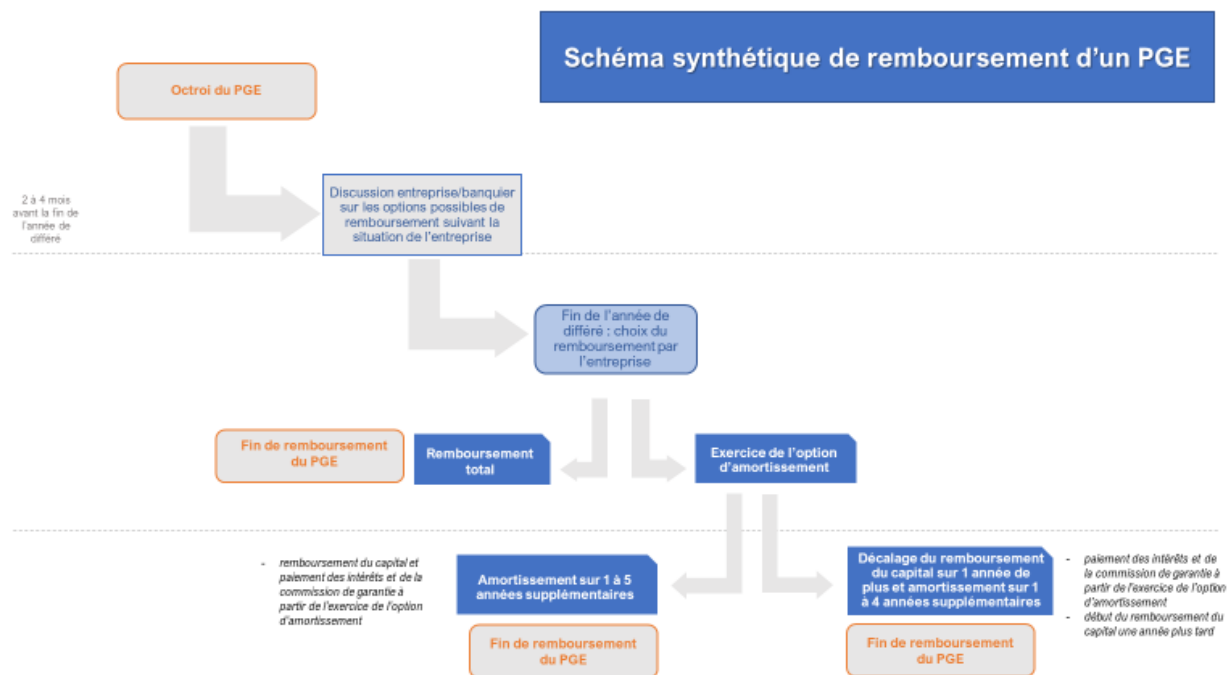 Schéma synthétique de remboursement d'un PGE
Octroi du PGE
2 à 4 mois
avant la fin de
l'année de
différé
Discussion entreprise/banquier
sur les options possibles de
remboursement suivant la
situation de l'entreprise
Fin de l'année de
différé : choix du
remboursement par
l'entreprise
Fin de remboursement
du PGE
Remboursement
total
Exercice de l'option
d'amortissement
- remboursement du capital et
paiement des intérêts et de la
commission de garantie à
partir de l'exercice de l'option
d'amortissement
Amortissement sur 1 à 5
années supplémentaires
Fin de remboursement
du PGE
Décalage du remboursement
du capital sur 1 année de
plus et amortissement sur 1
à 4 années supplémentaires
Fin de remboursement
du PGE
- paiement des intérêts et de
la commission de garantie à
partir de l'exercice de l'option
d'amortissement
- début du remboursement du
capital une année plus tard